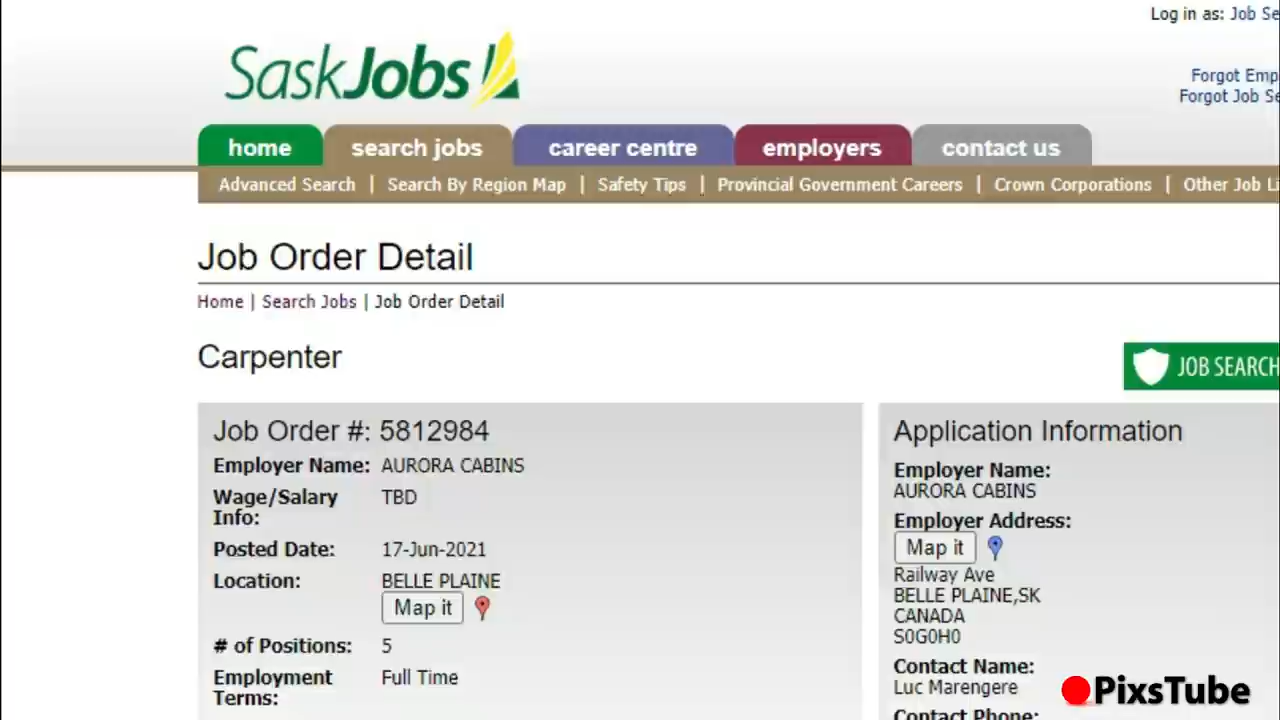 Log in as: Job Se
SaskJobs
Forgot Emp
Forgot Job Se
home
search jobs
career centre
employers
contact us
Advanced Search | Search By Region Map | Safety Tips | Provincial Government Careers | Crown Corporations | Other Job Li
Job Order Detail
Home | Search Jobs | Job Order Detail
Carpenter
JOB SEARCH
Job Order #: 5812984
Employer Name: AURORA CABINS
Wage/Salary Info: TBD
Posted Date: 17-Jun-2021
Location: BELLE PLAINE
Map it
# of Positions: 5
Employment Terms: Full Time
Application Information
Employer Name:
AURORA CABINS
Employer Address:
Map it
Railway Ave
BELLE PLAINE,SK
CANADA
S0G0H0
Contact Name:
Luc Marengere
Contact Phone:
PixsTube